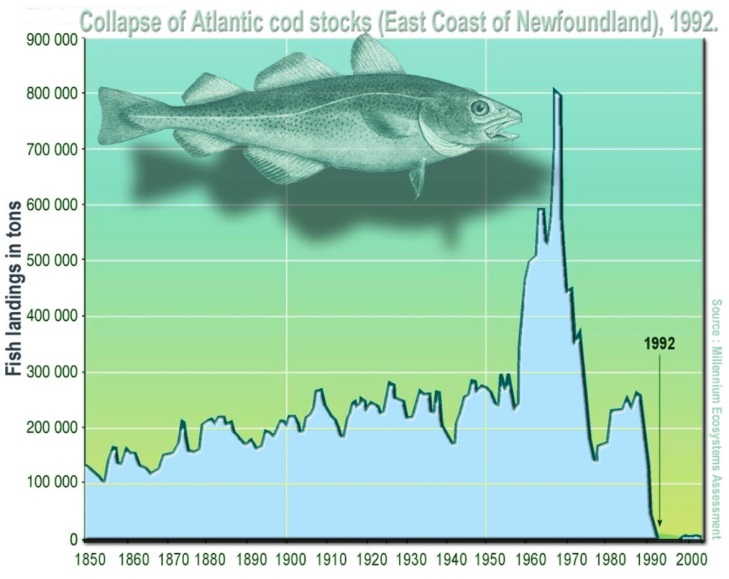 Collapse of Atlantic cod stocks (East Coast of Newfoundland), 1992.
Fish landings in tons
900 000
800 000
700 000
600 000
500 000
400 000
300 000
200 000
100 000
0
1992
1850 1860 1870 1880 1890 1900 1910 1920 1930 1940 1950 1960 1970 1980 1990 2000
Source : Millennium Ecosystems Assessment